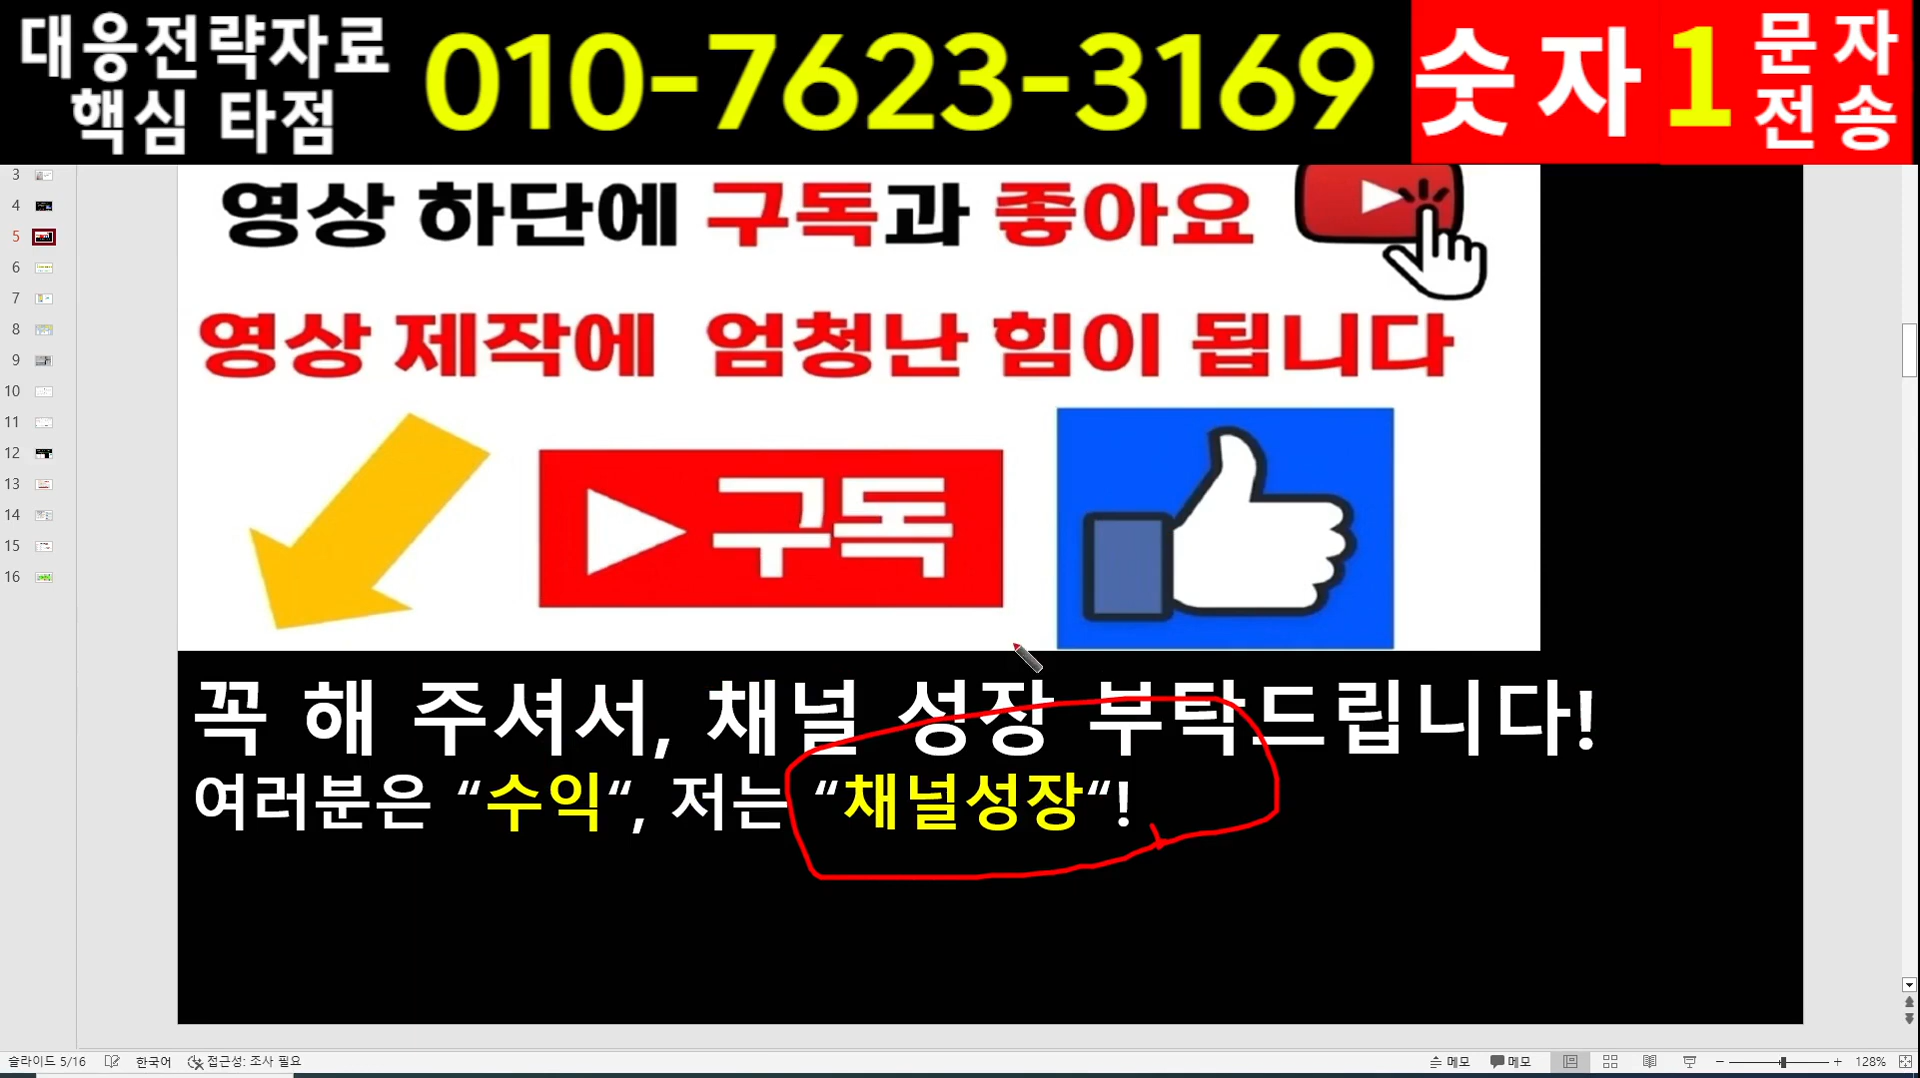 대응전략자료
핵심 타점
010-7623-3169
숫자 1 문자
전송
영상 하단에 구독과 좋아요
영상 제작에 엄청난 힘이 됩니다
구독
꼭 해 주셔서, 채널 성장 부탁드립니다!
여러분은 “수익“, 저는 “채널성장“!
3
4
5
6
7
8
9
10
11
12
13
14
15
16
슬라이드 5/16 한국어 접근성: 조사 필요 메모 메모 128%